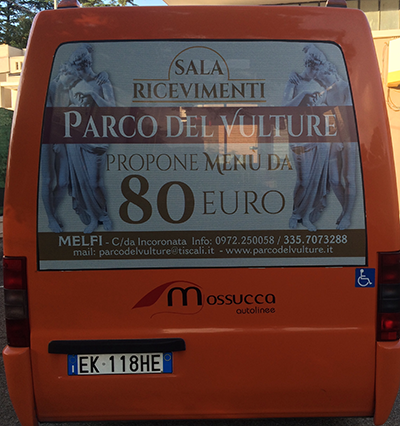 SALA
RICEVIMENTI
PARCO DEL VULTURE
PROPONE MENÙ DA
80 EURO
MELFI - C/da Incoronata Info: 0972.250058 / 335.7073288
mail: parcodelvulture@tiscali.it - www.parcodelvulture.it
mossucca
autolinee
I EK 118HE